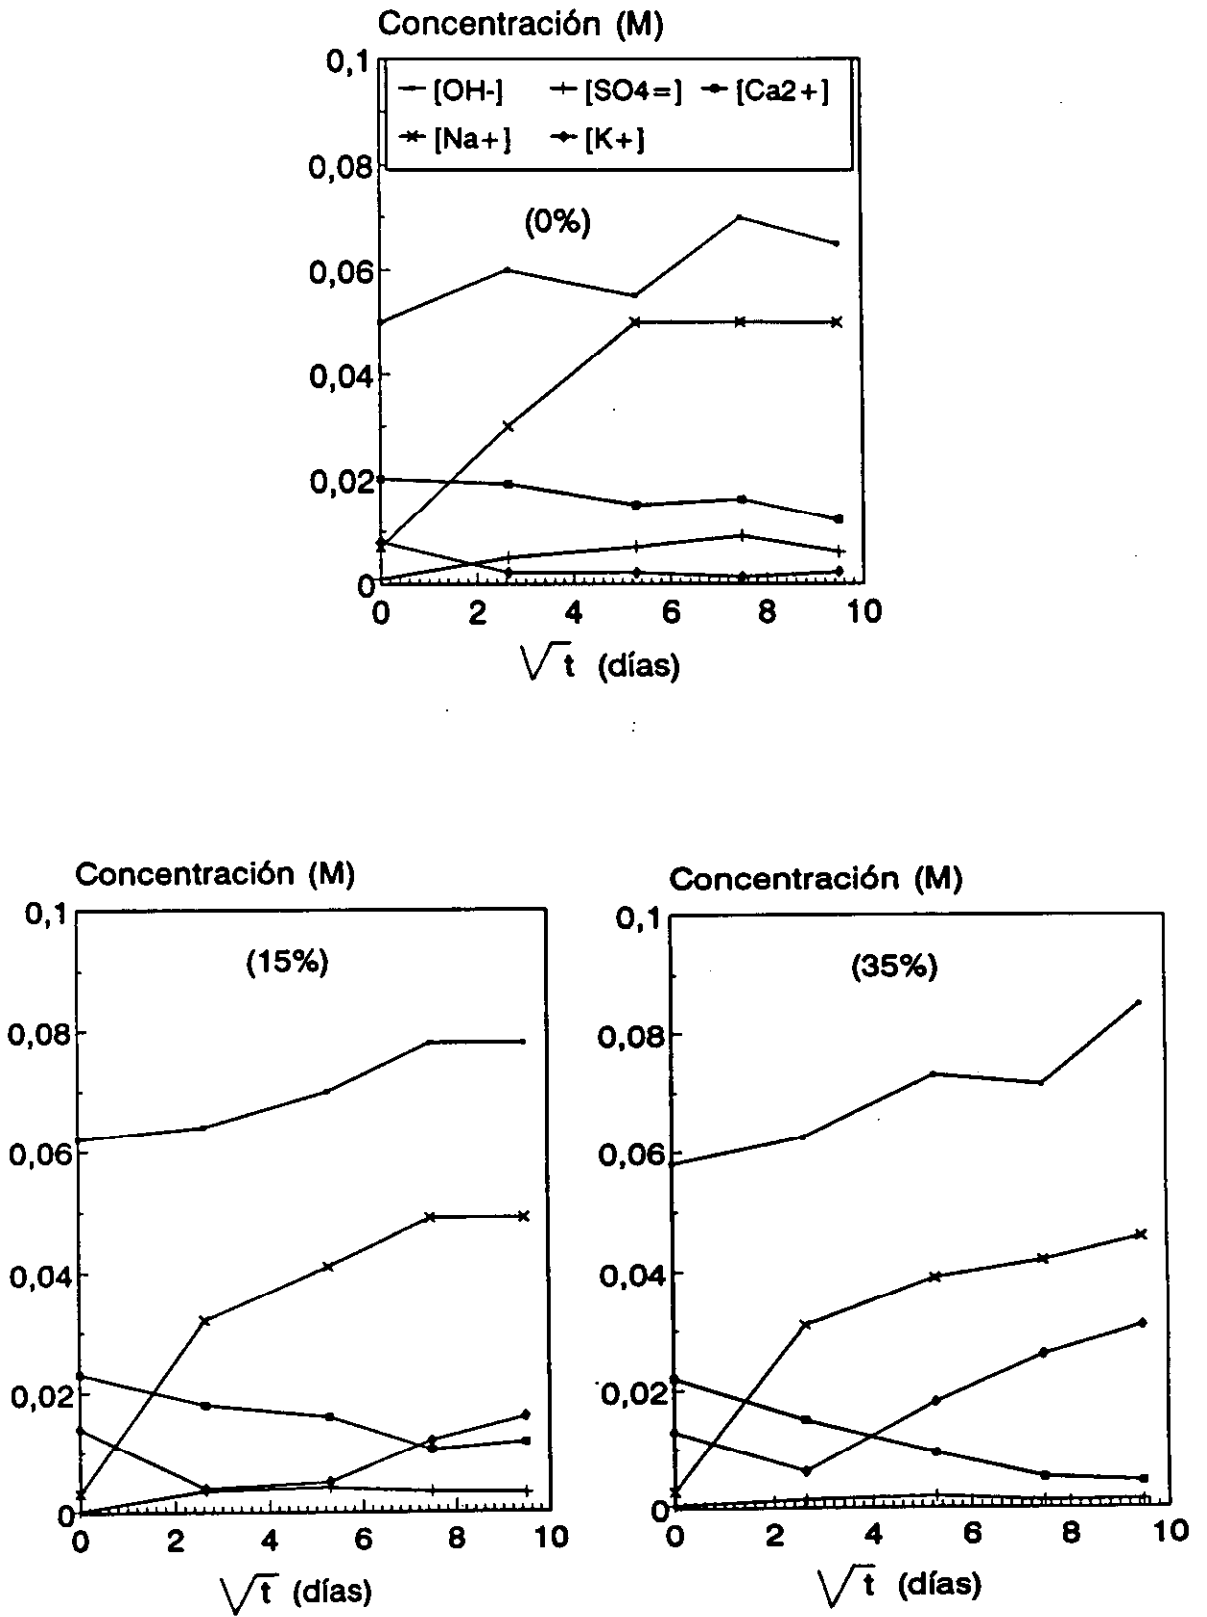 Concentración (M)
0,1
[OH-] [SO4=] [Ca2+]
[Na+] [K+]
0,08
(0%)
0,06
0,04
0,02
0
0 2 4 6 8 10
√t (días)
Concentración (M)
0,1
(15%)
0,08
0,06
0,04
0,02
0
0 2 4 6 8 10
√t (días)
Concentración (M)
0,1
(35%)
0,08
0,06
0,04
0,02
0
0 2 4 6 8 10
√t (días)